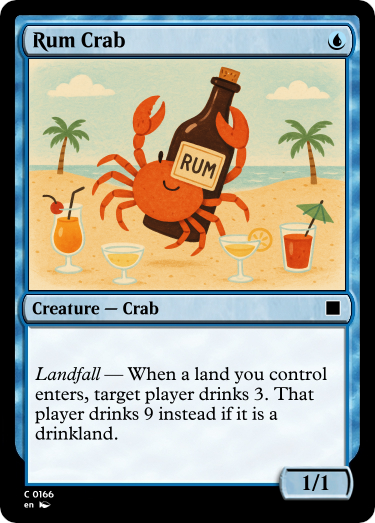 Rum Crab
RUM
Creature — Crab
Landfall — When a land you control
enters, target player drinks 3. That
player drinks 9 instead if it is a
drinkland.
1/1
C 0166
en